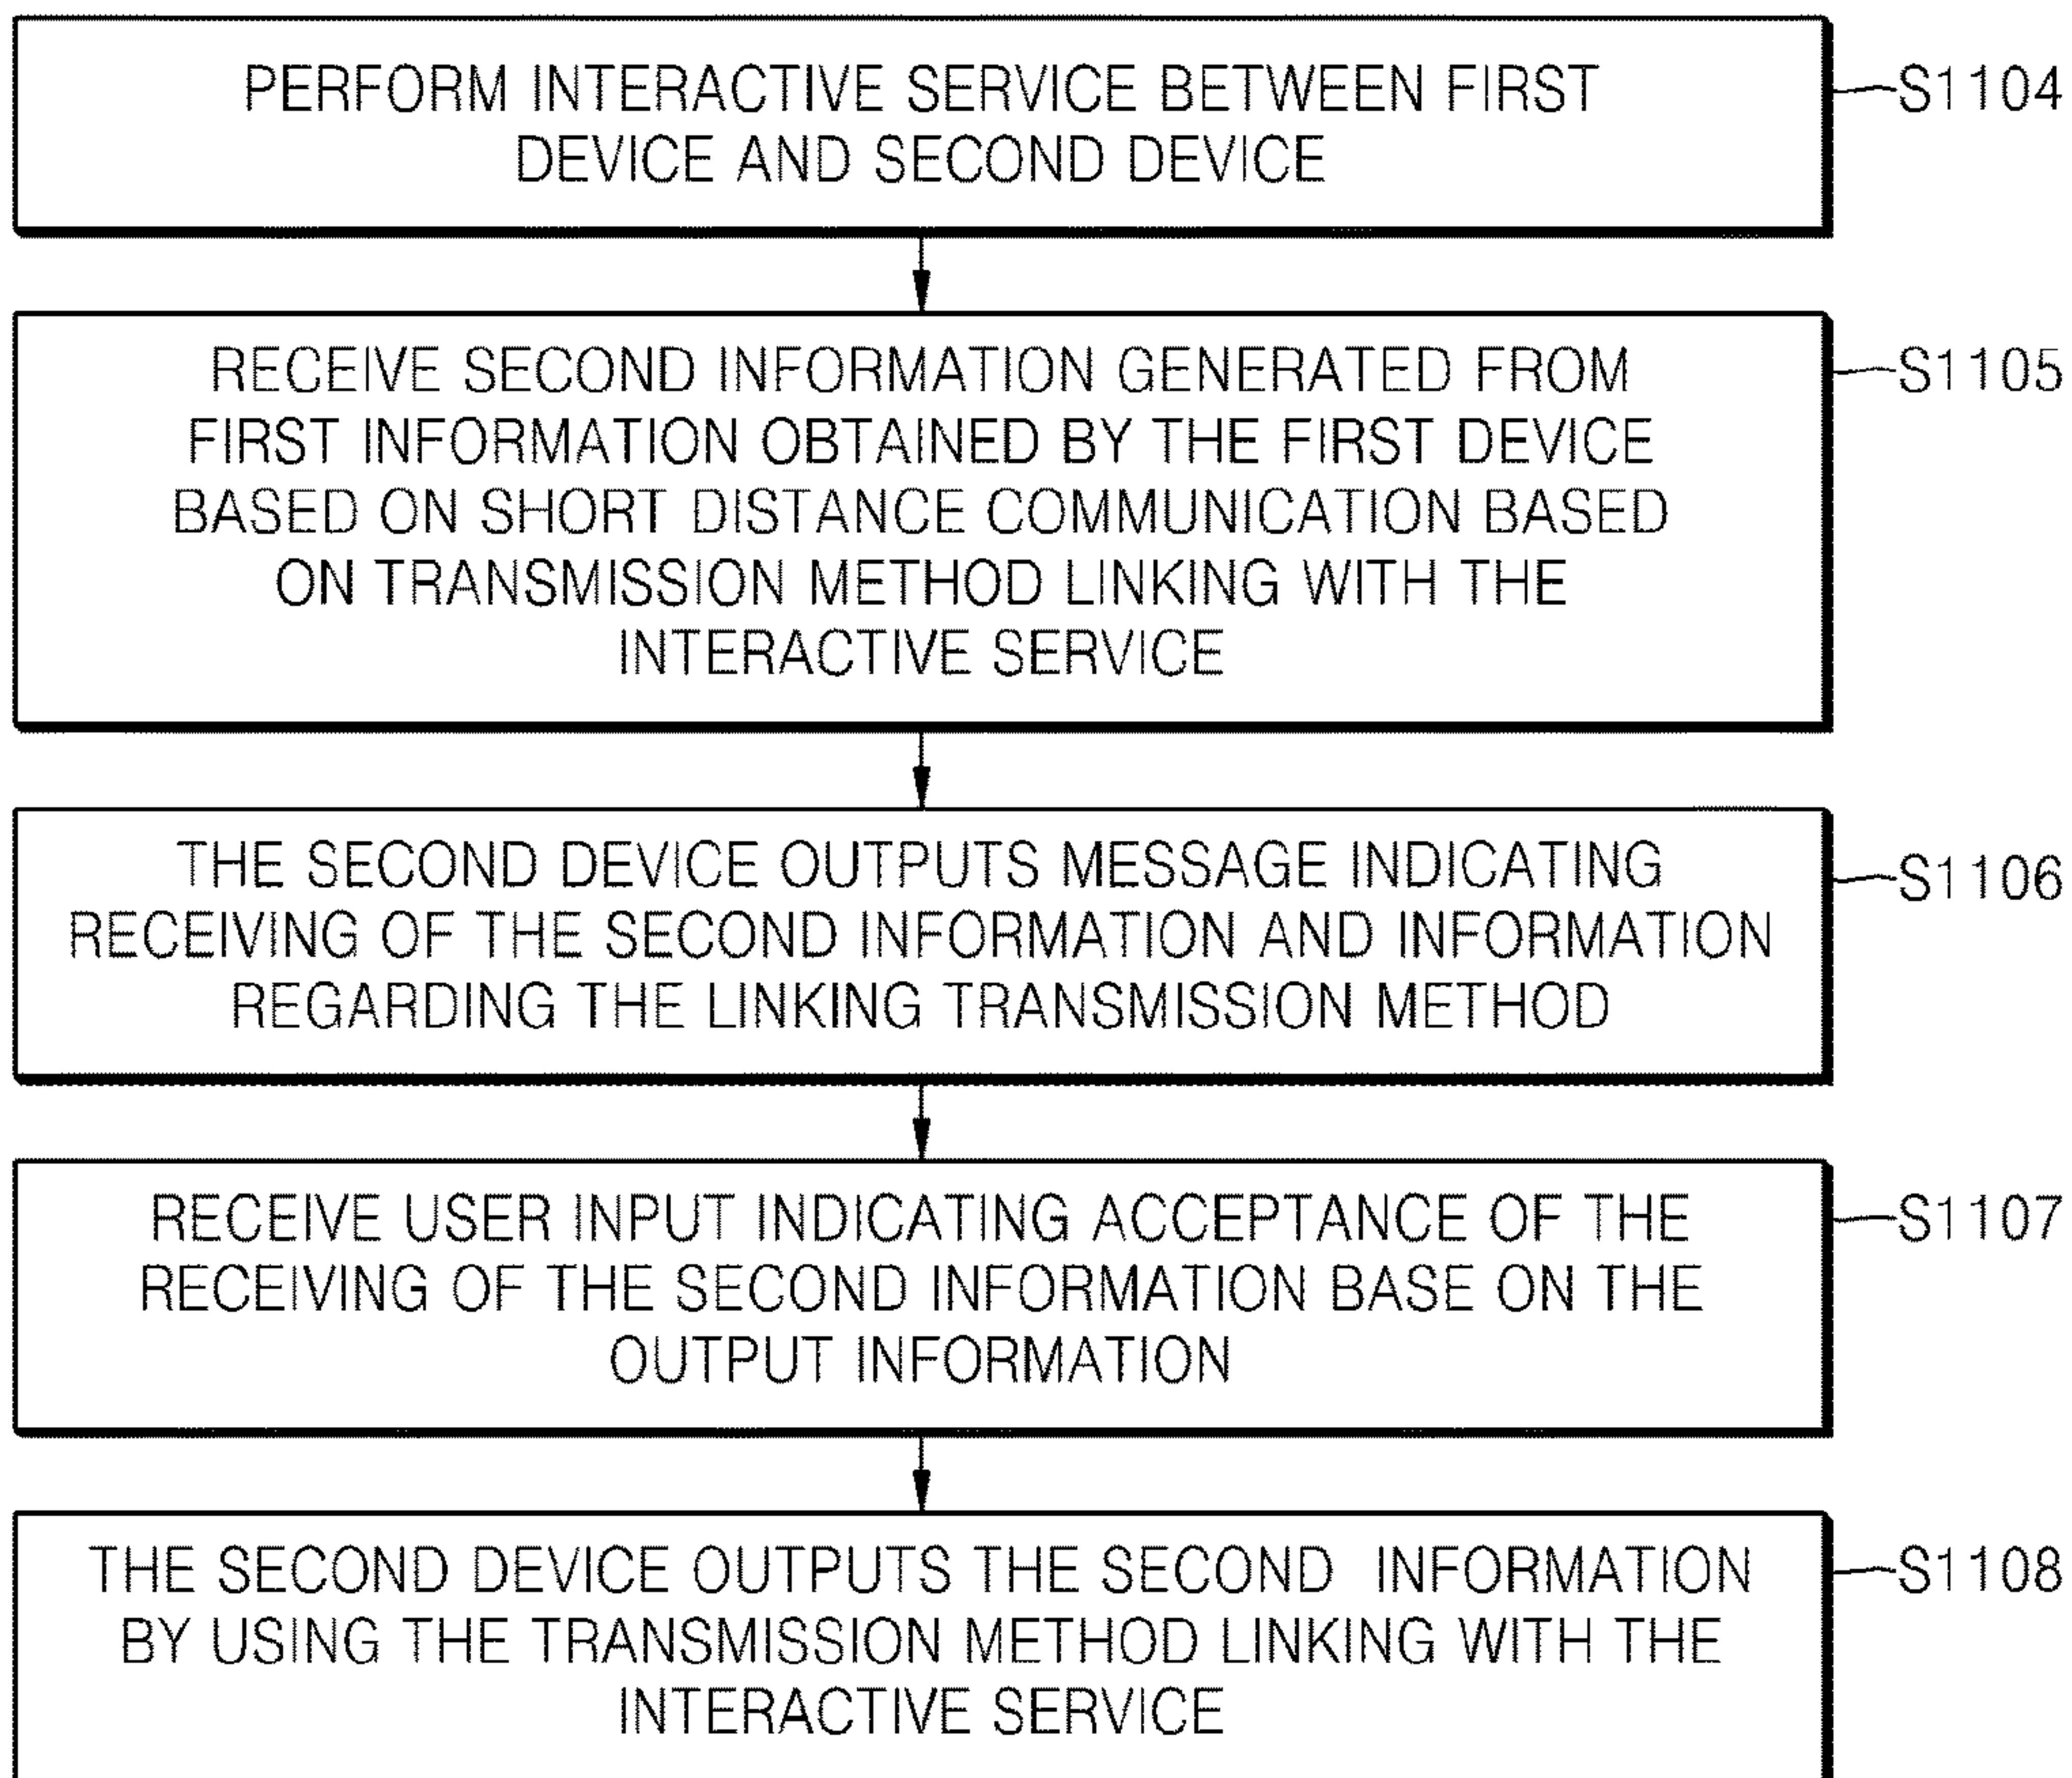 PERFORM INTERACTIVE SERVICE BETWEEN FIRST
DEVICE AND SECOND DEVICE
S1104
RECEIVE SECOND INFORMATION GENERATED FROM
FIRST INFORMATION OBTAINED BY THE FIRST DEVICE
BASED ON SHORT DISTANCE COMMUNICATION BASED
ON TRANSMISSION METHOD LINKING WITH THE
INTERACTIVE SERVICE
S1105
THE SECOND DEVICE OUTPUTS MESSAGE INDICATING
RECEIVING OF THE SECOND INFORMATION AND INFORMATION
REGARDING THE LINKING TRANSMISSION METHOD
S1106
RECEIVE USER INPUT INDICATING ACCEPTANCE OF THE
RECEIVING OF THE SECOND INFORMATION BASE ON THE
OUTPUT INFORMATION
S1107
THE SECOND DEVICE OUTPUTS THE SECOND INFORMATION
BY USING THE TRANSMISSION METHOD LINKING WITH THE
INTERACTIVE SERVICE
S1108